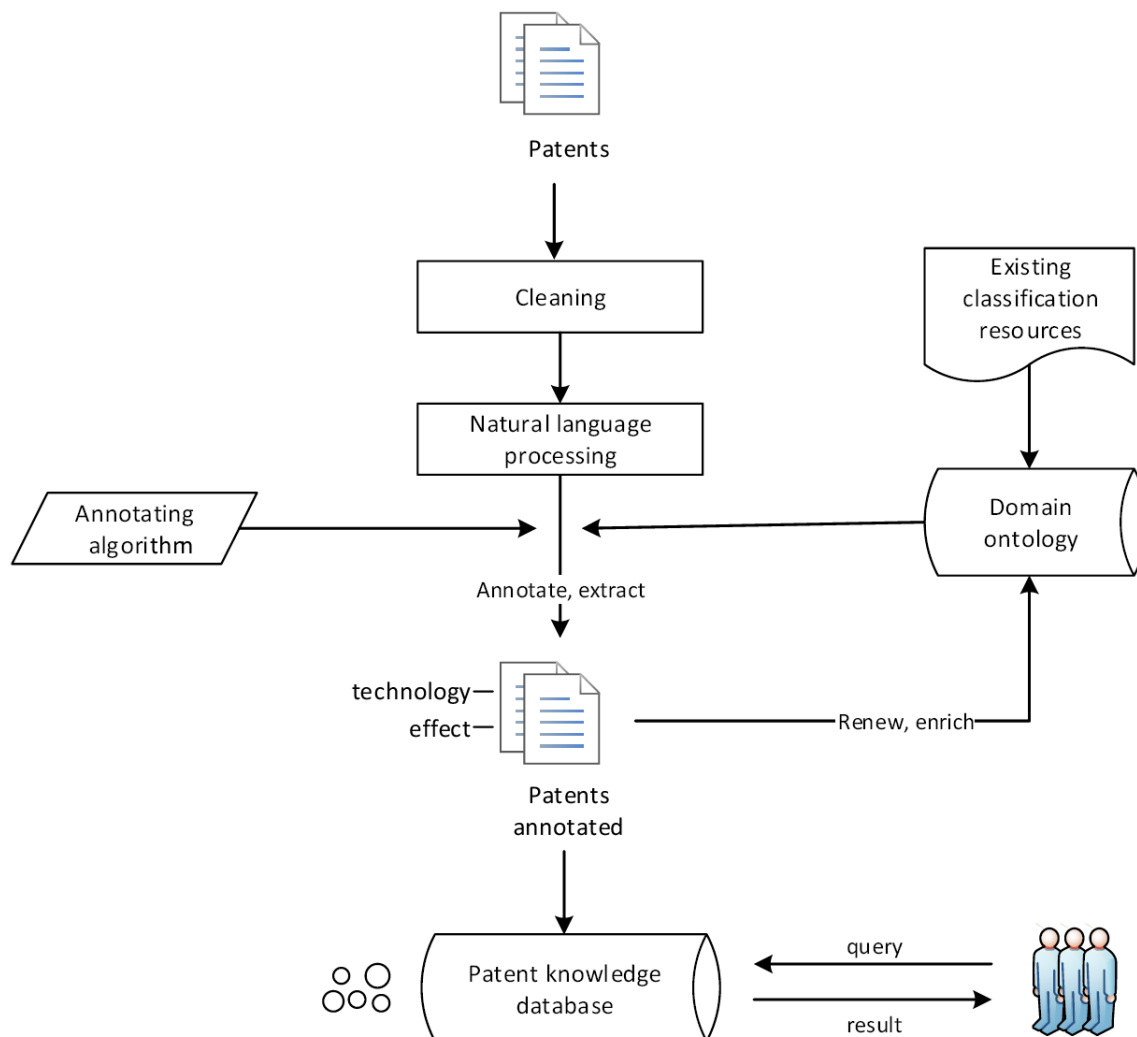 Patents
Cleaning
Existing
classification
resources
Natural language
processing
Annotating
algorithm
Domain
ontology
Annotate, extract
technology
effect
Renew, enrich
Patents
annotated
Patent knowledge
database
query
result